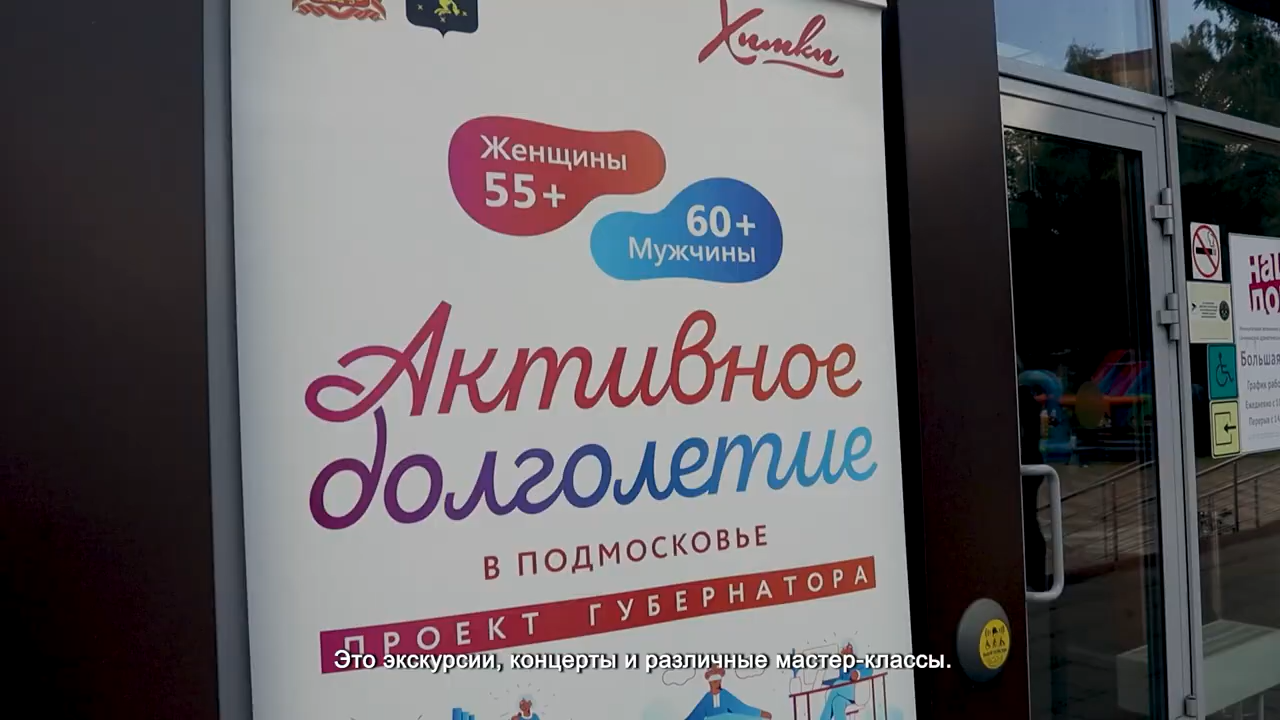 Химки
Женщины
55+
60+
Мужчины
Активное
долголетие
В ПОДМОСКОВЬЕ
ПРОЕКТ ГУБЕРНАТОРА
Это экскурсии, концерты и различные мастер-классы.
Большая